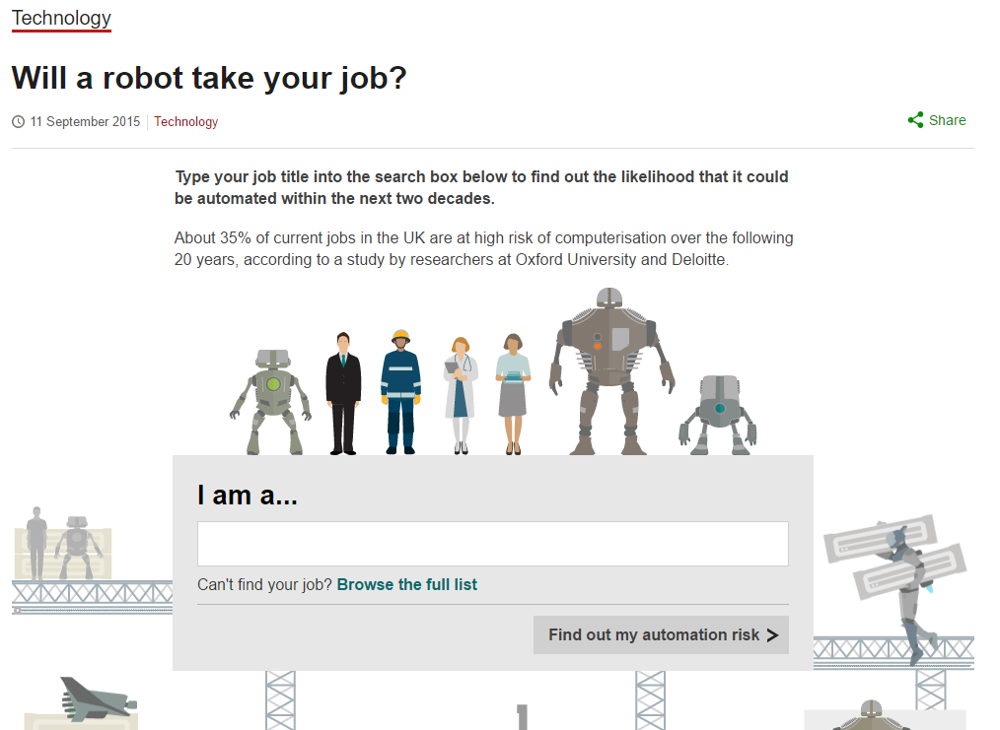 Technology
Will a robot take your job?
11 September 2015 Technology
Share
Type your job title into the search box below to find out the likelihood that it could
be automated within the next two decades.
About 35% of current jobs in the UK are at high risk of computerisation over the following
20 years, according to a study by researchers at Oxford University and Deloitte.
I am a...
Can't find your job? Browse the full list
Find out my automation risk